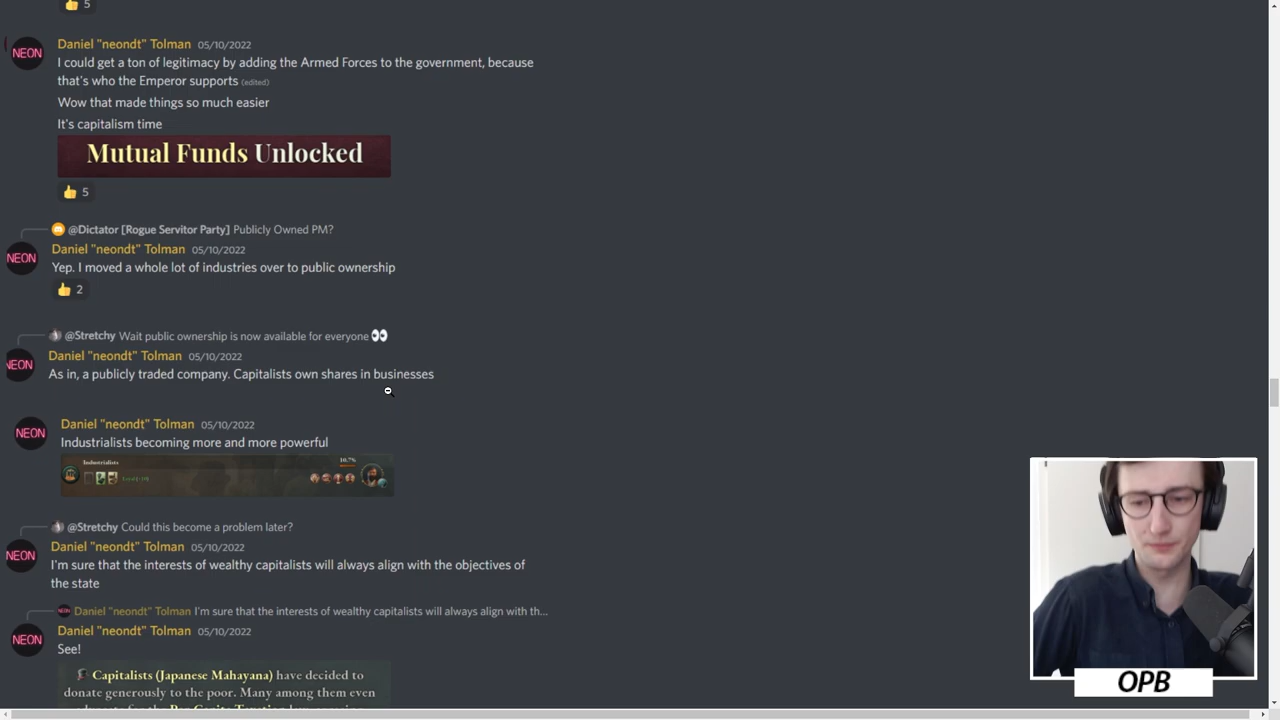 5
NEON
Daniel "neondt" Tolman 05/10/2022
I could get a ton of legitimacy by adding the Armed Forces to the government, because
that's who the Emperor supports (edited)
Wow that made things so much easier
It's capitalism time
Mutual Funds Unlocked
5
@Dictator [Rogue Servitor Party] Publicly Owned PM?
NEON
Daniel "neondt" Tolman 05/10/2022
Yep. I moved a whole lot of industries over to public ownership
2
@Stretchy Wait public ownership is now available for everyone
NEON
Daniel "neondt" Tolman 05/10/2022
As in, a publicly traded company. Capitalists own shares in businesses
NEON
Daniel "neondt" Tolman 05/10/2022
Industrialists becoming more and more powerful
Industrialists
10.7%
@Stretchy Could this become a problem later?
NEON
Daniel "neondt" Tolman 05/10/2022
I'm sure that the interests of wealthy capitalists will always align with the objectives of
the state
Daniel "neondt" Tolman I'm sure that the interests of wealthy capitalists will always align with th...
NEON
Daniel "neondt" Tolman 05/10/2022
See!
Capitalists (Japanese Mahayana) have decided to
donate generously to the poor. Many among them even
OPB